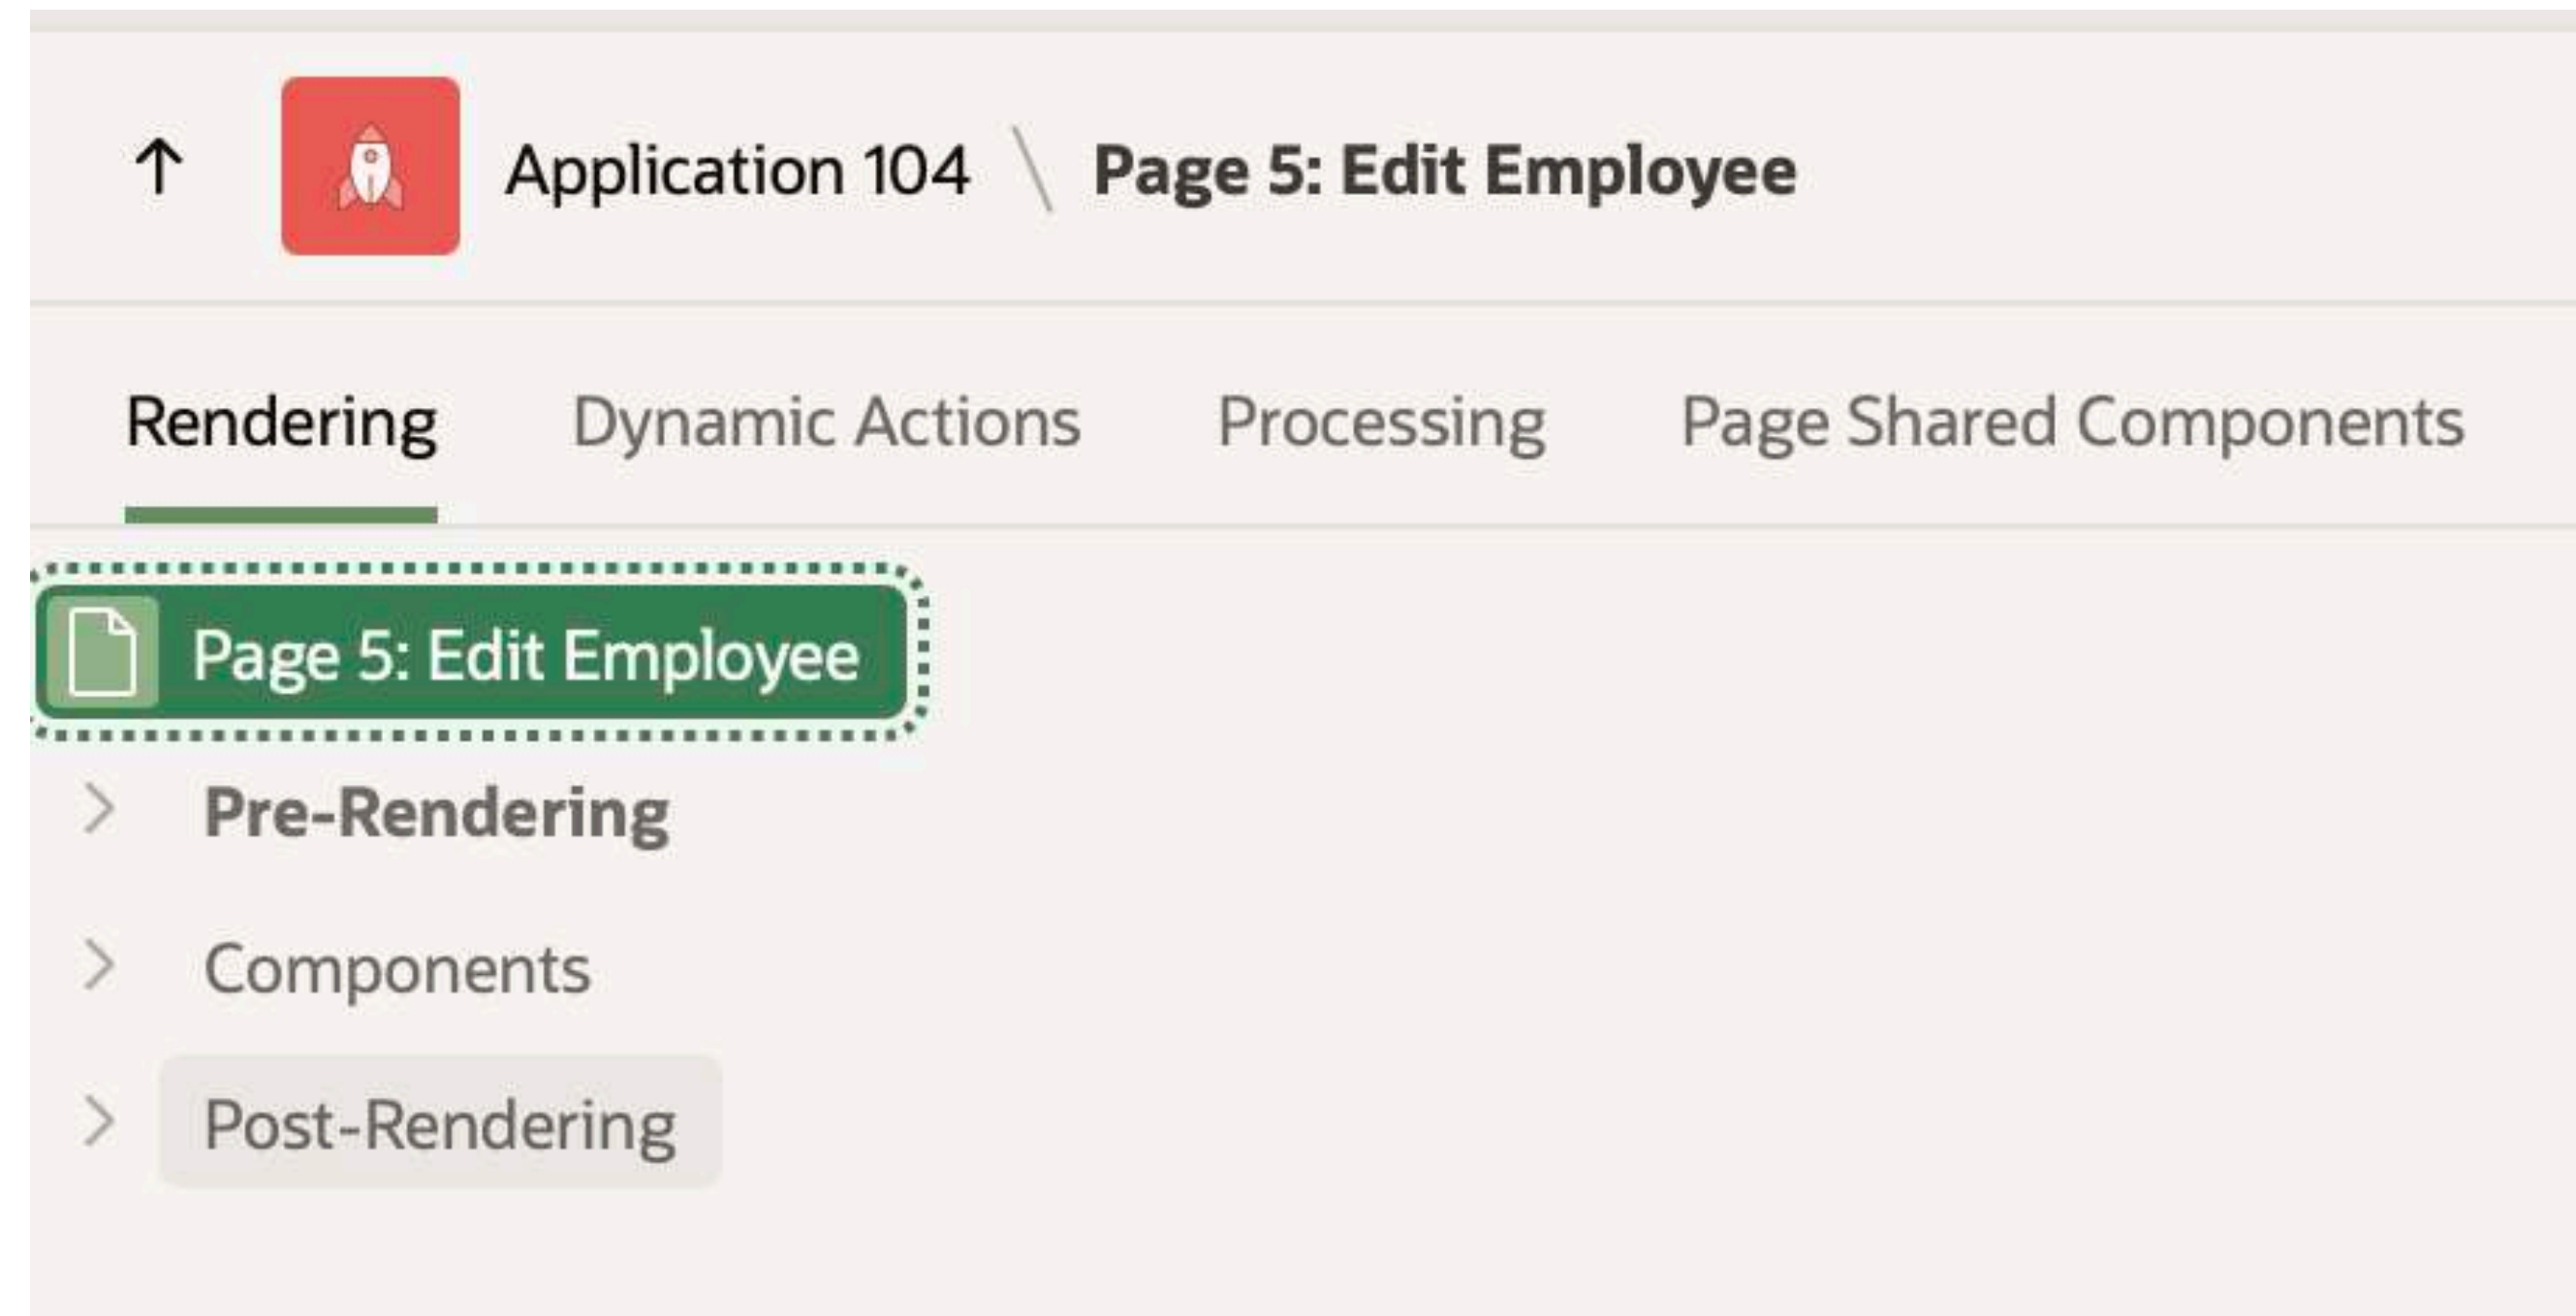 Application 104 \ Page 5: Edit Employee
Rendering Dynamic Actions Processing Page Shared Components
Page 5: Edit Employee
Pre-Rendering
Components
Post-Rendering